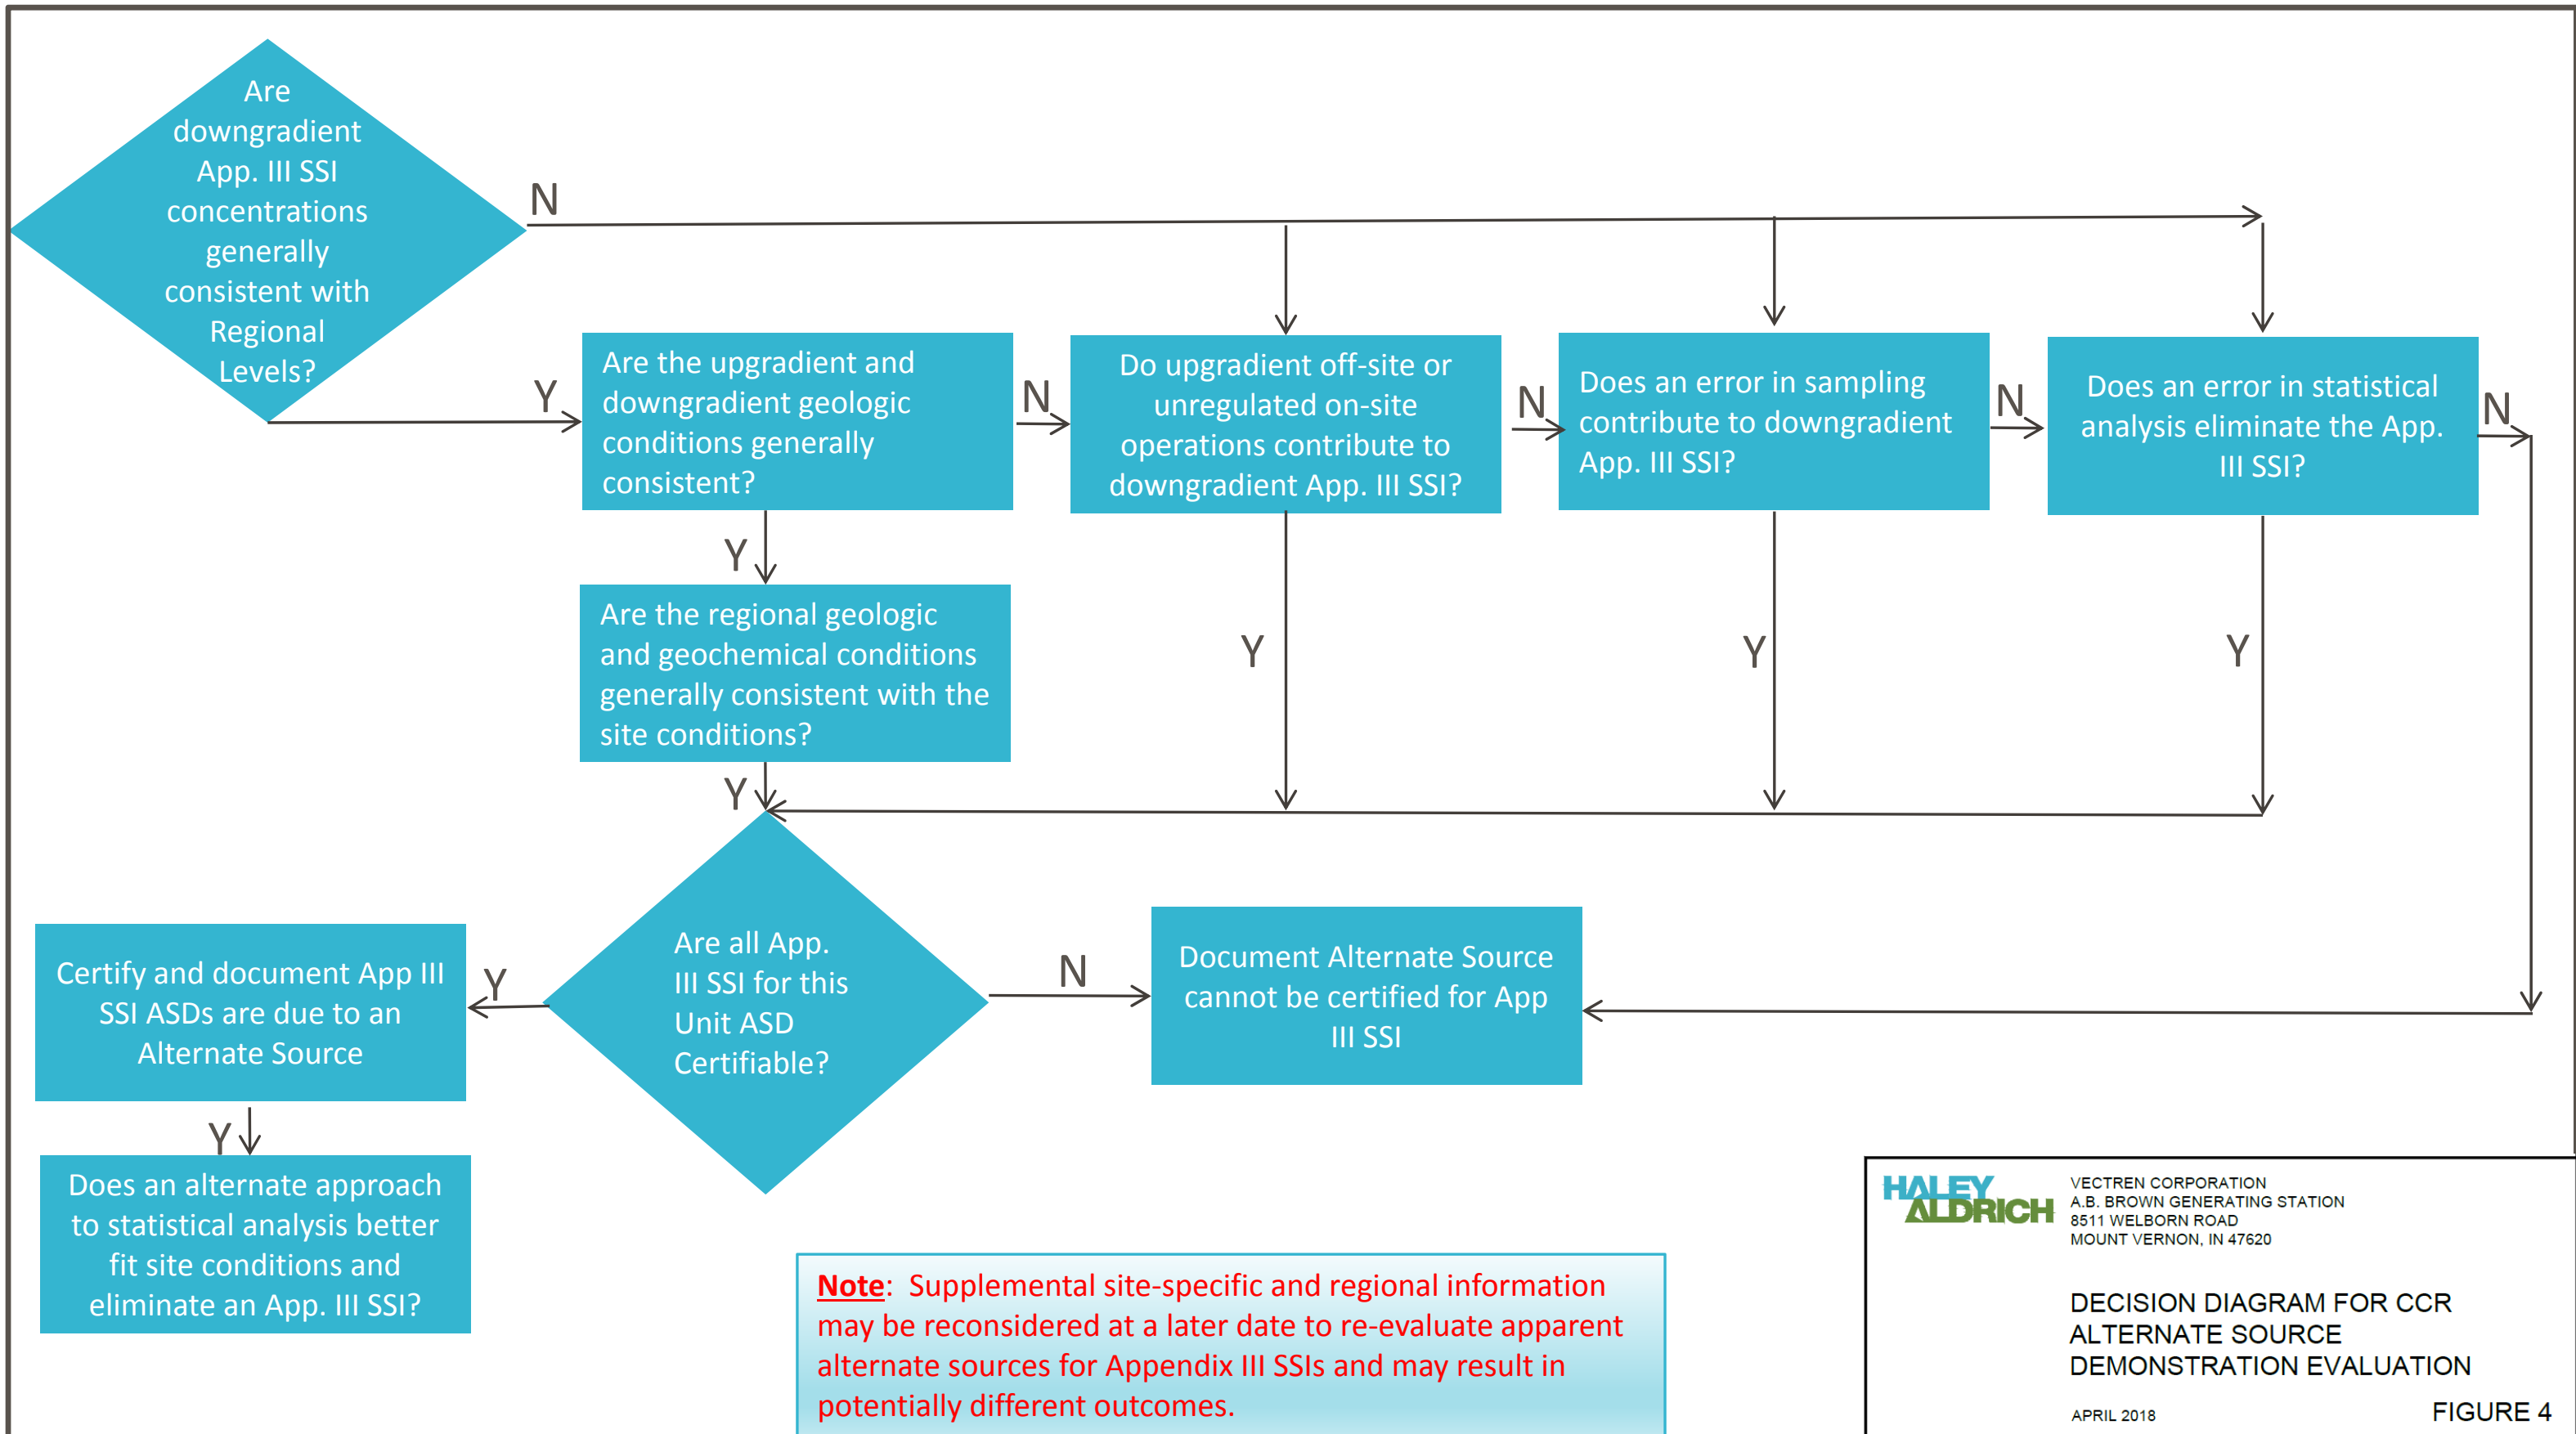 Are
downgradient
App. III SSI
concentrations
generally
consistent with
Regional
Levels?
N
Y
Are the upgradient and
downgradient geologic
conditions generally
consistent?
N
Do upgradient off-site or
unregulated on-site
operations contribute to
downgradient App. III SSI?
N
Does an error in sampling
contribute to downgradient
App. III SSI?
N
Does an error in statistical
analysis eliminate the App.
III SSI?
N
Y
Are the regional geologic
and geochemical conditions
generally consistent with the
site conditions?
Y
Y
Y
Y
Are all App.
III SSI for this
Unit ASD
Certifiable?
Y
Certify and document App III
SSI ASDs are due to an
Alternate Source
N
Document Alternate Source
cannot be certified for App
III SSI
Y
Does an alternate approach
to statistical analysis better
fit site conditions and
eliminate an App. III SSI?
Note: Supplemental site-specific and regional information
may be reconsidered at a later date to re-evaluate apparent
alternate sources for Appendix III SSIs and may result in
potentially different outcomes.
HALEY
ALDRICH
VECTREN CORPORATION
A.B. BROWN GENERATING STATION
8511 WELBORN ROAD
MOUNT VERNON, IN 47620
DECISION DIAGRAM FOR CCR
ALTERNATE SOURCE
DEMONSTRATION EVALUATION
APRIL 2018
FIGURE 4